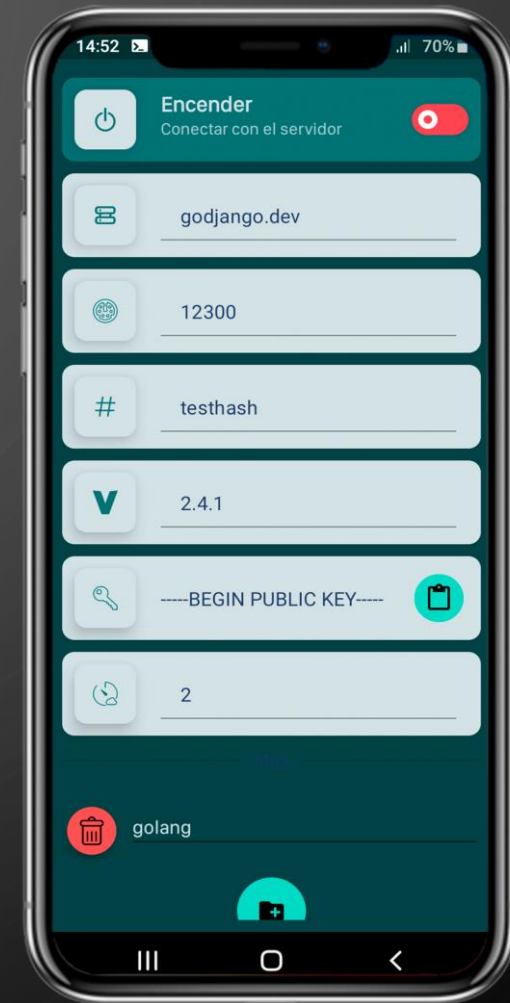 14:52
70%
Encender
Conectar con el servidor
godjango.dev
12300
#
testhash
V
2.4.1
-----BEGIN PUBLIC KEY-----
2
golang